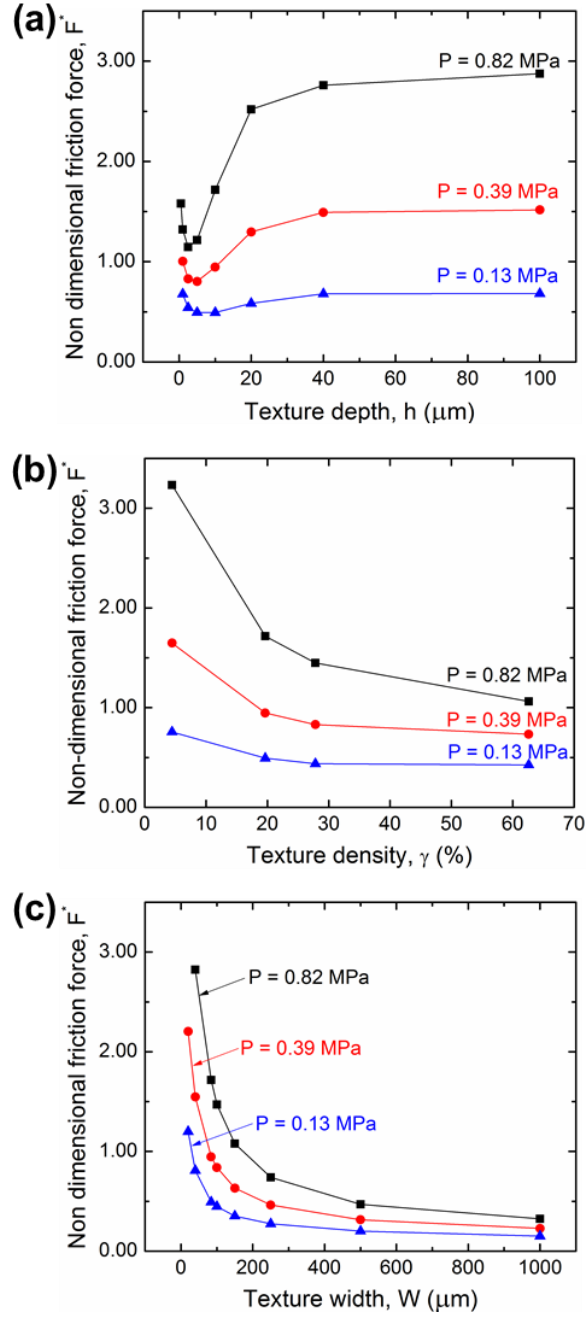 (a)
Non dimensional friction force, F*
3.00
2.00
1.00
0.00
P = 0.82 MPa
P = 0.39 MPa
P = 0.13 MPa
0 20 40 60 80 100
Texture depth, h (μm)
(b)
Non-dimensional friction force, F*
3.00
2.00
1.00
0.00
P = 0.82 MPa
P = 0.39 MPa
P = 0.13 MPa
0 10 20 30 40 50 60 70
Texture density, γ (%)
(c)
Non dimensional friction force, F*
3.00
2.00
1.00
0.00
P = 0.82 MPa
P = 0.39 MPa
P = 0.13 MPa
0 200 400 600 800 1000
Texture width, W (μm)